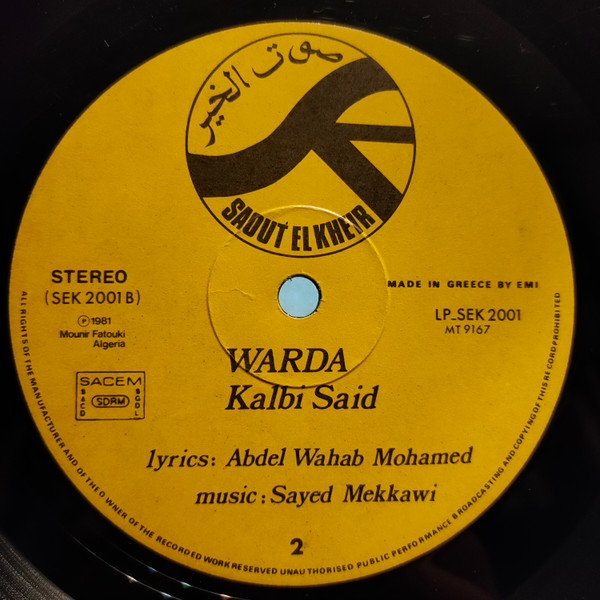 صوت الخير
SAOUT EL KHEIR
STEREO
(SEK 2001 B)
℗ 1981
Mounir Fatouki
Algeria
MADE IN GREECE BY EMI
LP_SEK 2001
MT 9167
SACEM
SACD
SDRM
SGDL
WARDA
Kalbi Said
lyrics: Abdel Wahab Mohamed
music: Sayed Mekkawi
2
ALL RIGHTS OF THE MANUFACTURER AND OF THE OWNER OF THE RECORDED WORK RESERVED UNAUTHORISED PUBLIC PERFORMANCE BROADCASTING AND COPYING OF THIS RECORD PROHIBITED